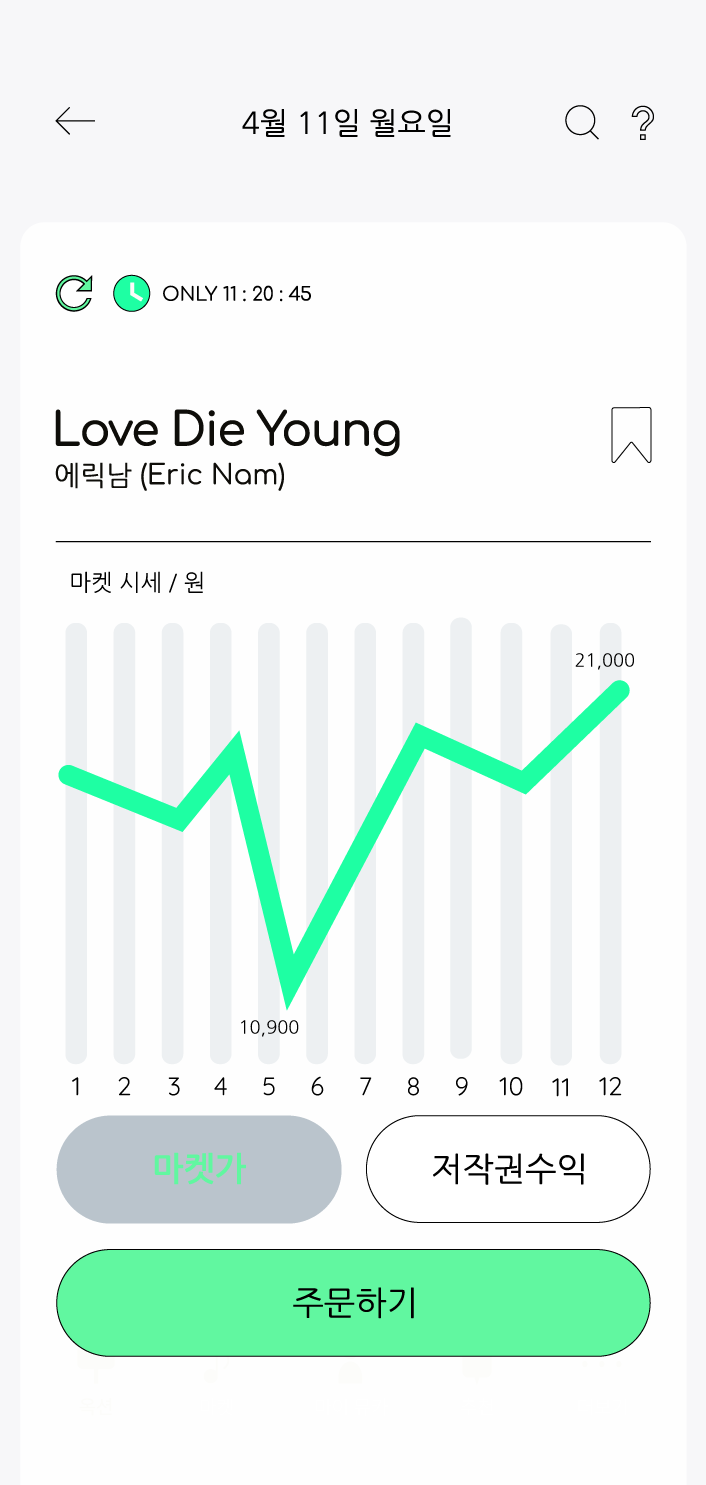 4월 11일 월요일
ONLY 11 : 20 : 45
Love Die Young
에릭남 (Eric Nam)
마켓 시세 / 원
21,000
10,900
1 2 3 4 5 6 7 8 9 10 11 12
마켓가 저작권수익
주문하기